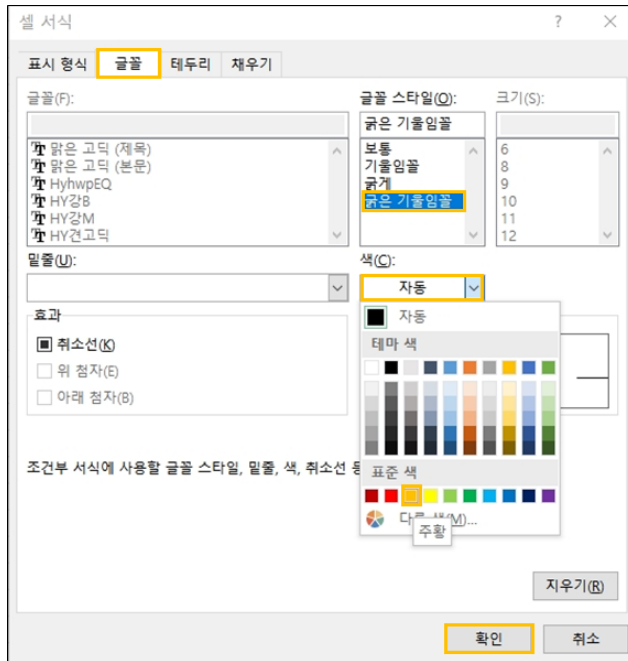 셀 서식
표시 형식 글꼴 테두리 채우기
글꼴(F): 글꼴 스타일(O): 크기(S):
굵은 기울임꼴
맑은 고딕 (제목) 보통 6
맑은 고딕 (본문) 기울임꼴 8
HyhwpEQ 굵게 9
HY강B 굵은 기울임꼴 10
HY강M 11
HY견고딕 12
밑줄(U): 색(C):
자동
효과 자동
취소선(K) 테마 색
위 첨자(E)
아래 첨자(B)
조건부 서식에 사용할 글꼴 스타일, 밑줄, 색, 취소선
표준 색
다른 색(M)...
주황
지우기(R)
확인 취소